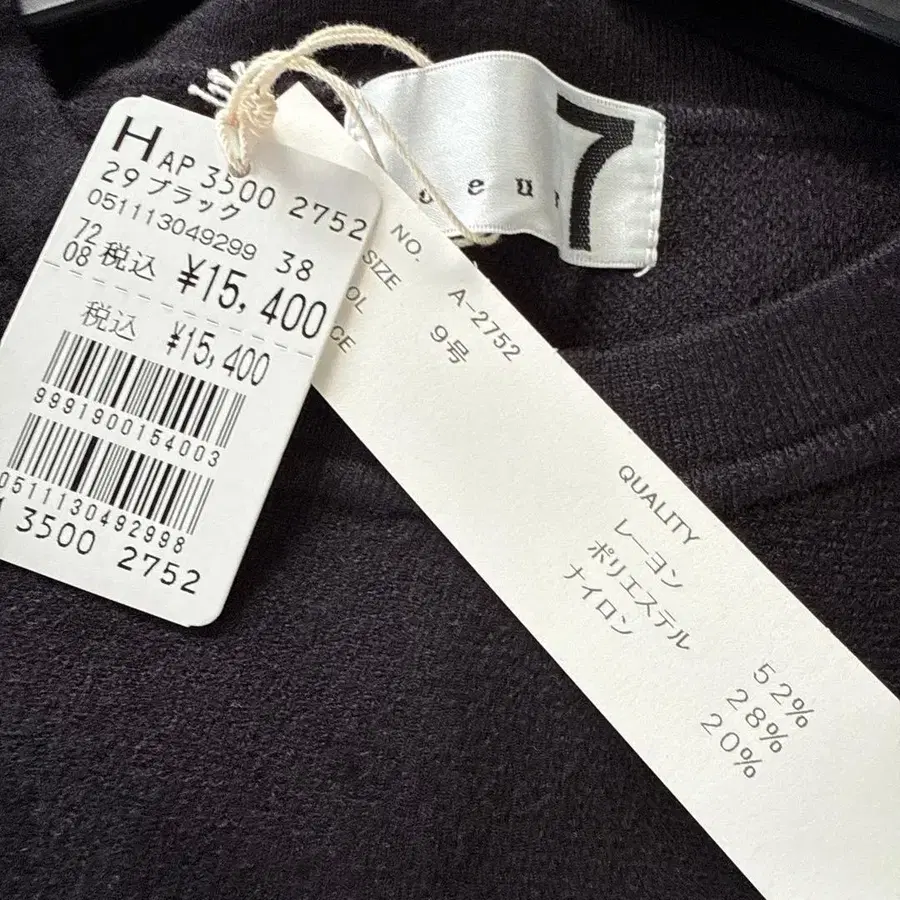 H AP 3500 2752
29 ブラック
051113049299 38
72
08 税込 ¥15,400
税込 ¥15,400
9991900154003
0511130492998
3500 2752
7
eur
NO. A-2752
SIZE 9号
QUALITY
レーヨン 52%
ポリエステル 28%
ナイロン 20%